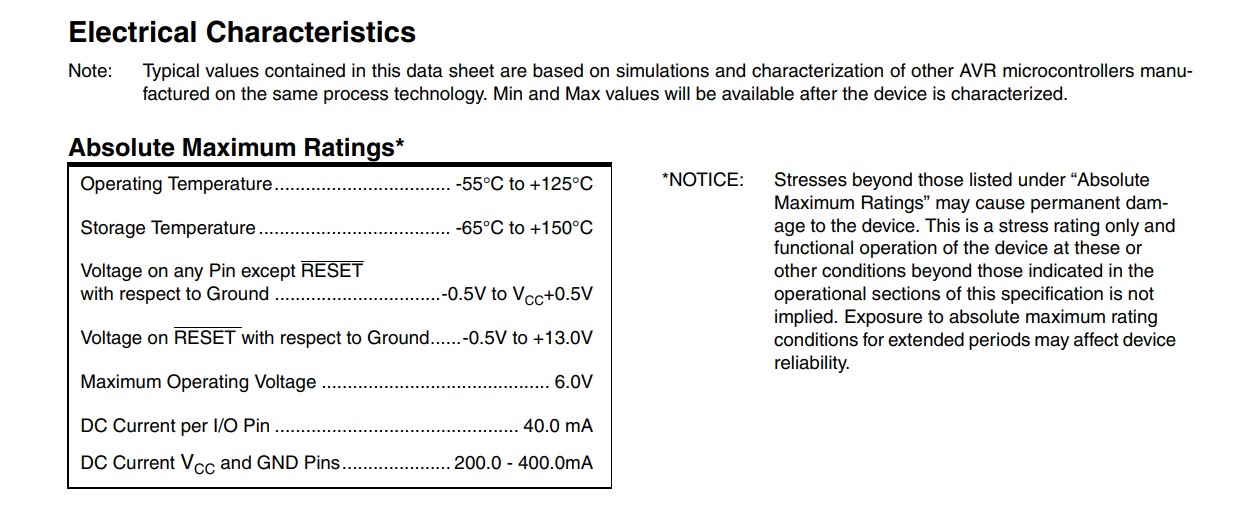 Electrical Characteristics
Note: Typical values contained in this data sheet are based on simulations and characterization of other AVR microcontrollers manu-
factured on the same process technology. Min and Max values will be available after the device is characterized.
Absolute Maximum Ratings*
Operating Temperature.................................. -55°C to +125°C
Storage Temperature ..................................... -65°C to +150°C
Voltage on any Pin except RESET
with respect to Ground ................................-0.5V to VCC+0.5V
Voltage on RESET with respect to Ground......-0.5V to +13.0V
Maximum Operating Voltage ............................................ 6.0V
DC Current per I/O Pin ............................................... 40.0 mA
DC Current VCC and GND Pins..................... 200.0 - 400.0mA
*NOTICE: Stresses beyond those listed under “Absolute
Maximum Ratings” may cause permanent dam-
age to the device. This is a stress rating only and
functional operation of the device at these or
other conditions beyond those indicated in the
operational sections of this specification is not
implied. Exposure to absolute maximum rating
conditions for extended periods may affect device
reliability.